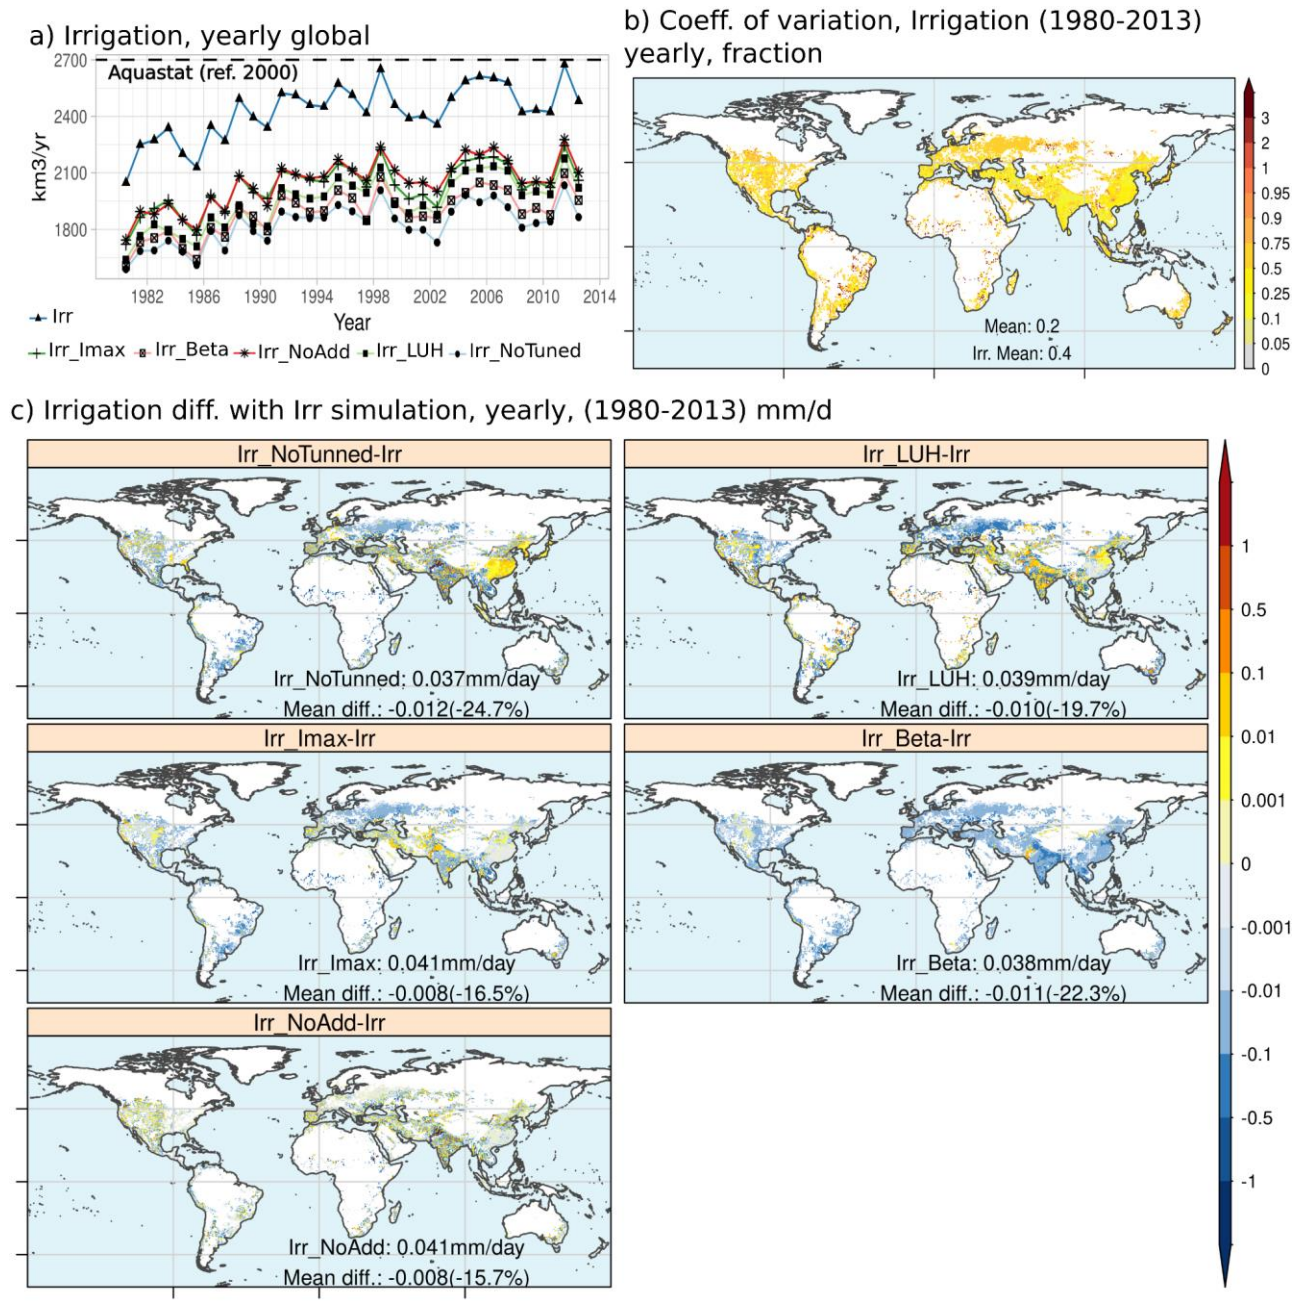 a) Irrigation, yearly global
2700
Aquastat (ref. 2000)
2400
2100
1800
km3/yr
1982 1986 1990 1994 1998 2002 2006 2010 2014
Year
Irr
Irr_Imax Irr_Beta Irr_NoAdd Irr_LUH Irr_NoTuned
b) Coeff. of variation, Irrigation (1980-2013)
yearly, fraction
Mean: 0.2
Irr. Mean: 0.4
3
2
1
0.95
0.9
0.75
0.5
0.25
0.1
0.05
0
c) Irrigation diff. with Irr simulation, yearly, (1980-2013) mm/d
Irr_NoTunned-Irr
Irr_NoTunned: 0.037mm/day
Mean diff.: -0.012(-24.7%)
Irr_LUH-Irr
Irr_LUH: 0.039mm/day
Mean diff.: -0.010(-19.7%)
Irr_Imax-Irr
Irr_Imax: 0.041mm/day
Mean diff.: -0.008(-16.5%)
Irr_Beta-Irr
Irr_Beta: 0.038mm/day
Mean diff.: -0.011(-22.3%)
Irr_NoAdd-Irr
Irr_NoAdd: 0.041mm/day
Mean diff.: -0.008(-15.7%)
1
0.5
0.1
0.01
0.001
0
-0.001
-0.01
-0.1
-0.5
-1